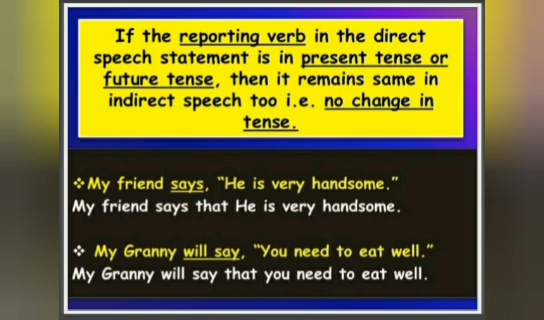 If the reporting verb in the direct
speech statement is in present tense or
future tense, then it remains same in
indirect speech too i.e. no change in
tense.
❖My friend says, “He is very handsome.”
My friend says that He is very handsome.
❖ My Granny will say, “You need to eat well.”
My Granny will say that you need to eat well.